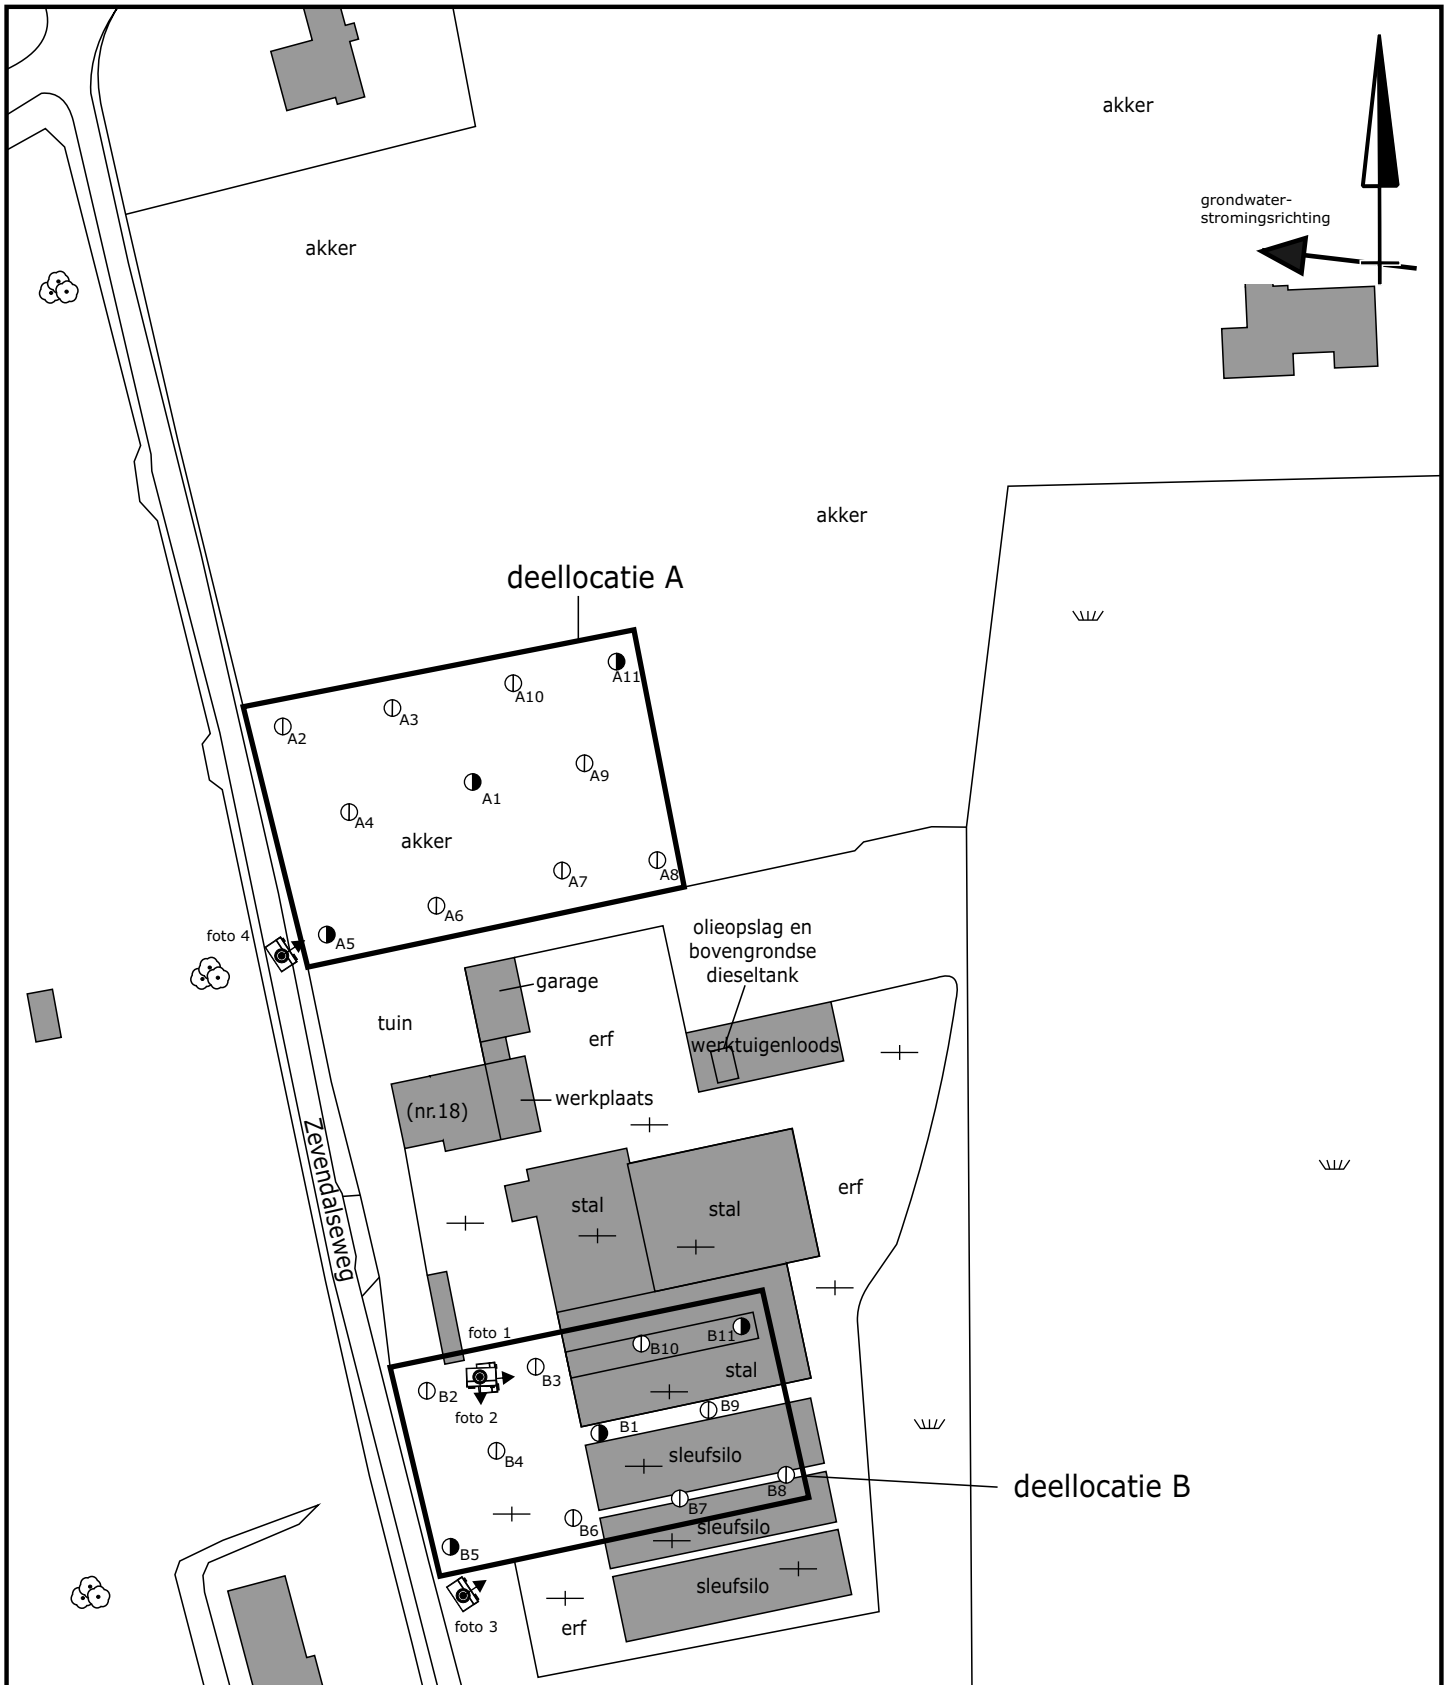 akker
grondwater-
stromingsrichting
akker
akker
deellocatie A
A11
A10
A3
A2
A9
A1
A4
akker
A8
A7
A6
A5
foto 4
olieopslag en
bovengrondse
dieseltank
garage
tuin
erf
werktuigenloods
werkplaats
(nr.18)
Zevendalseweg
stal
stal
erf
foto 1
B11
B10
B3
stal
B2
foto 2
B9
B1
B4
sleufsilo
B8
deellocatie B
B7
B6
sleufsilo
B5
sleufsilo
foto 3
erf